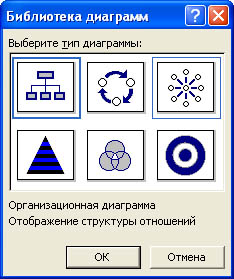 Библиотека диаграмм
Выберите тип диаграммы:
Организационная диаграмма
Отображение структуры отношений
OK
Отмена